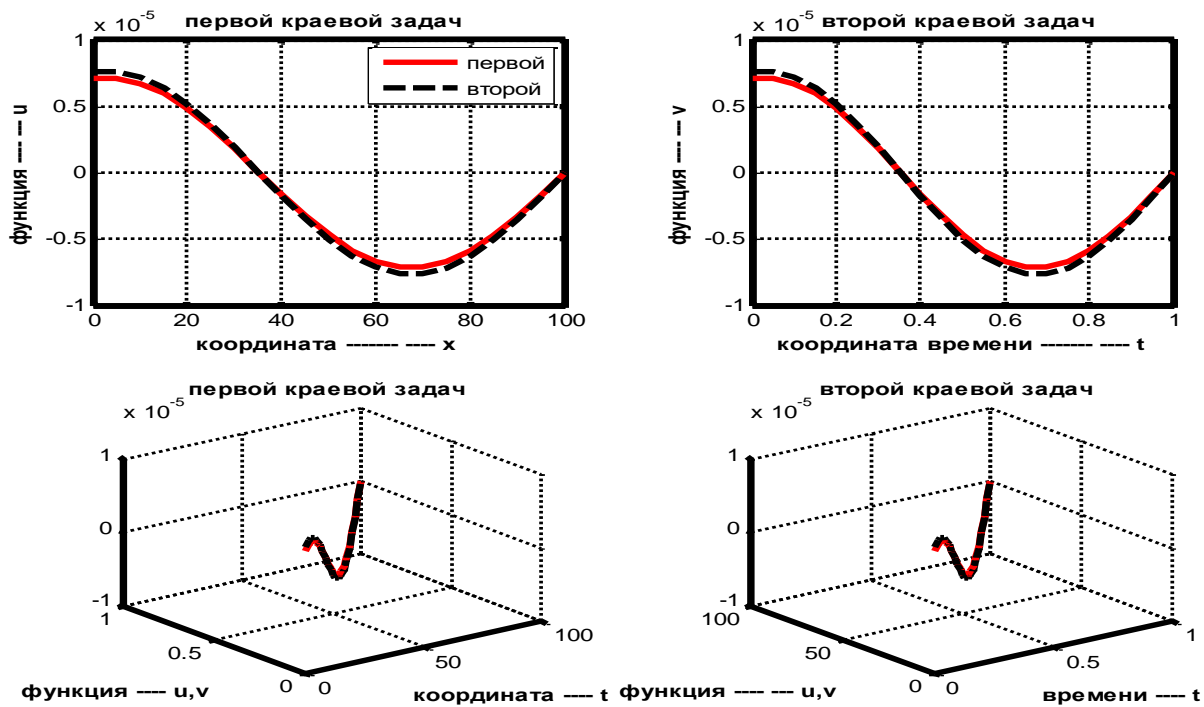 x 10^-5
первой краевой задач
1
0.5
0
-0.5
-1
0 20 40 60 80 100
функция ---- --- u
координата ------- ---- x
первой
второй
x 10^-5
второй краевой задач
1
0.5
0
-0.5
-1
0 0.2 0.4 0.6 0.8 1
функция ---- --- v
координата времени ------- ---- t
первой краевой задач
x 10^-5
1
0
-1
1
0.5
0
0
50
100
функция ---- u,v
координата ---- t
второй краевой задач
x 10^-5
1
0
-1
100
50
0
0
0.5
1
функция ---- --- u,v
времени ---- t